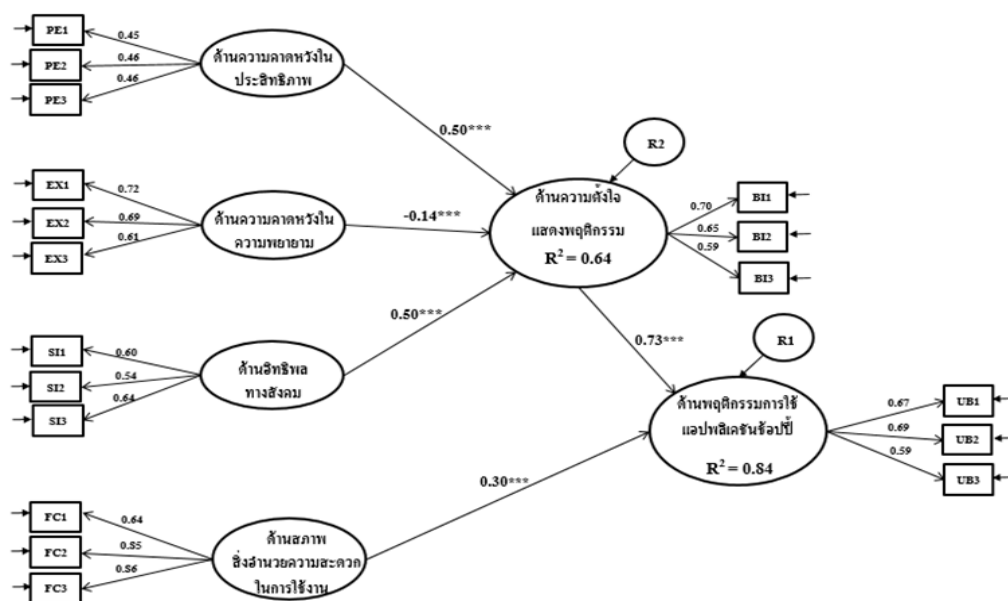 PE1
0.45
PE2
0.46
PE3
0.46
ด้านความคาดหวังใน
ประสิทธิภาพ
0.50***
R2
EX1
0.72
EX2
0.69
EX3
0.61
ด้านความคาดหวังใน
ความพยายาม
-0.14***
ด้านความตั้งใจ
แสดงพฤติกรรม
R² = 0.64
0.70
BI1
0.65
BI2
0.59
BI3
SI1
0.60
SI2
0.54
SI3
0.64
ด้านอิทธิพล
ทางสังคม
0.50***
0.73***
R1
ด้านพฤติกรรมการใช้
แอปพลิเคชันช้อปปี้
R² = 0.84
0.67
UB1
0.69
UB2
0.59
UB3
FC1
0.64
FC2
0.85
FC3
0.86
ด้านสภาพ
สิ่งอำนวยความสะดวก
ในการใช้งาน
0.30***